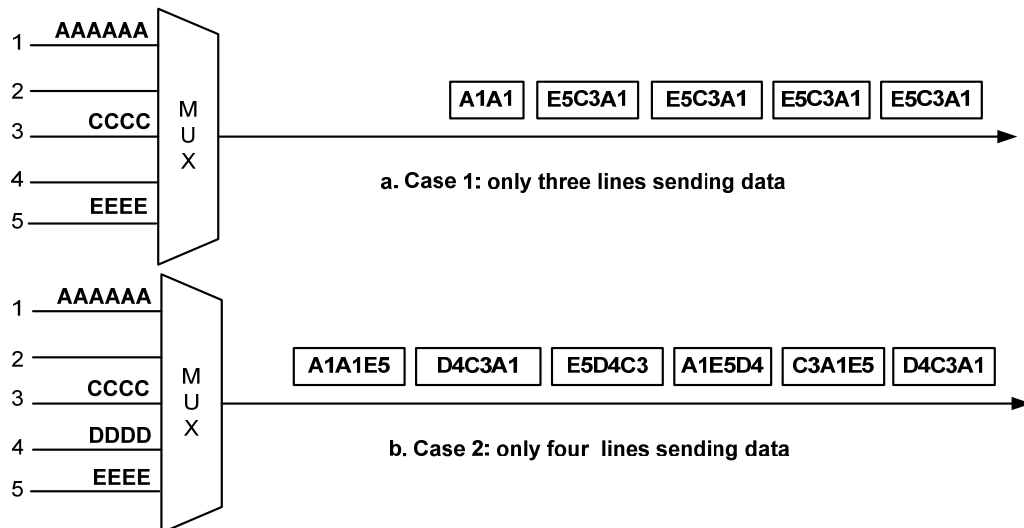 1 AAAAAA
2
3 CCCC
4
5 EEEE
M
U
X
A1A1 E5C3A1 E5C3A1 E5C3A1 E5C3A1
a. Case 1: only three lines sending data
1 AAAAAA
2
3 CCCC
4 DDDD
5 EEEE
M
U
X
A1A1E5 D4C3A1 E5D4C3 A1E5D4 C3A1E5 D4C3A1
b. Case 2: only four lines sending data